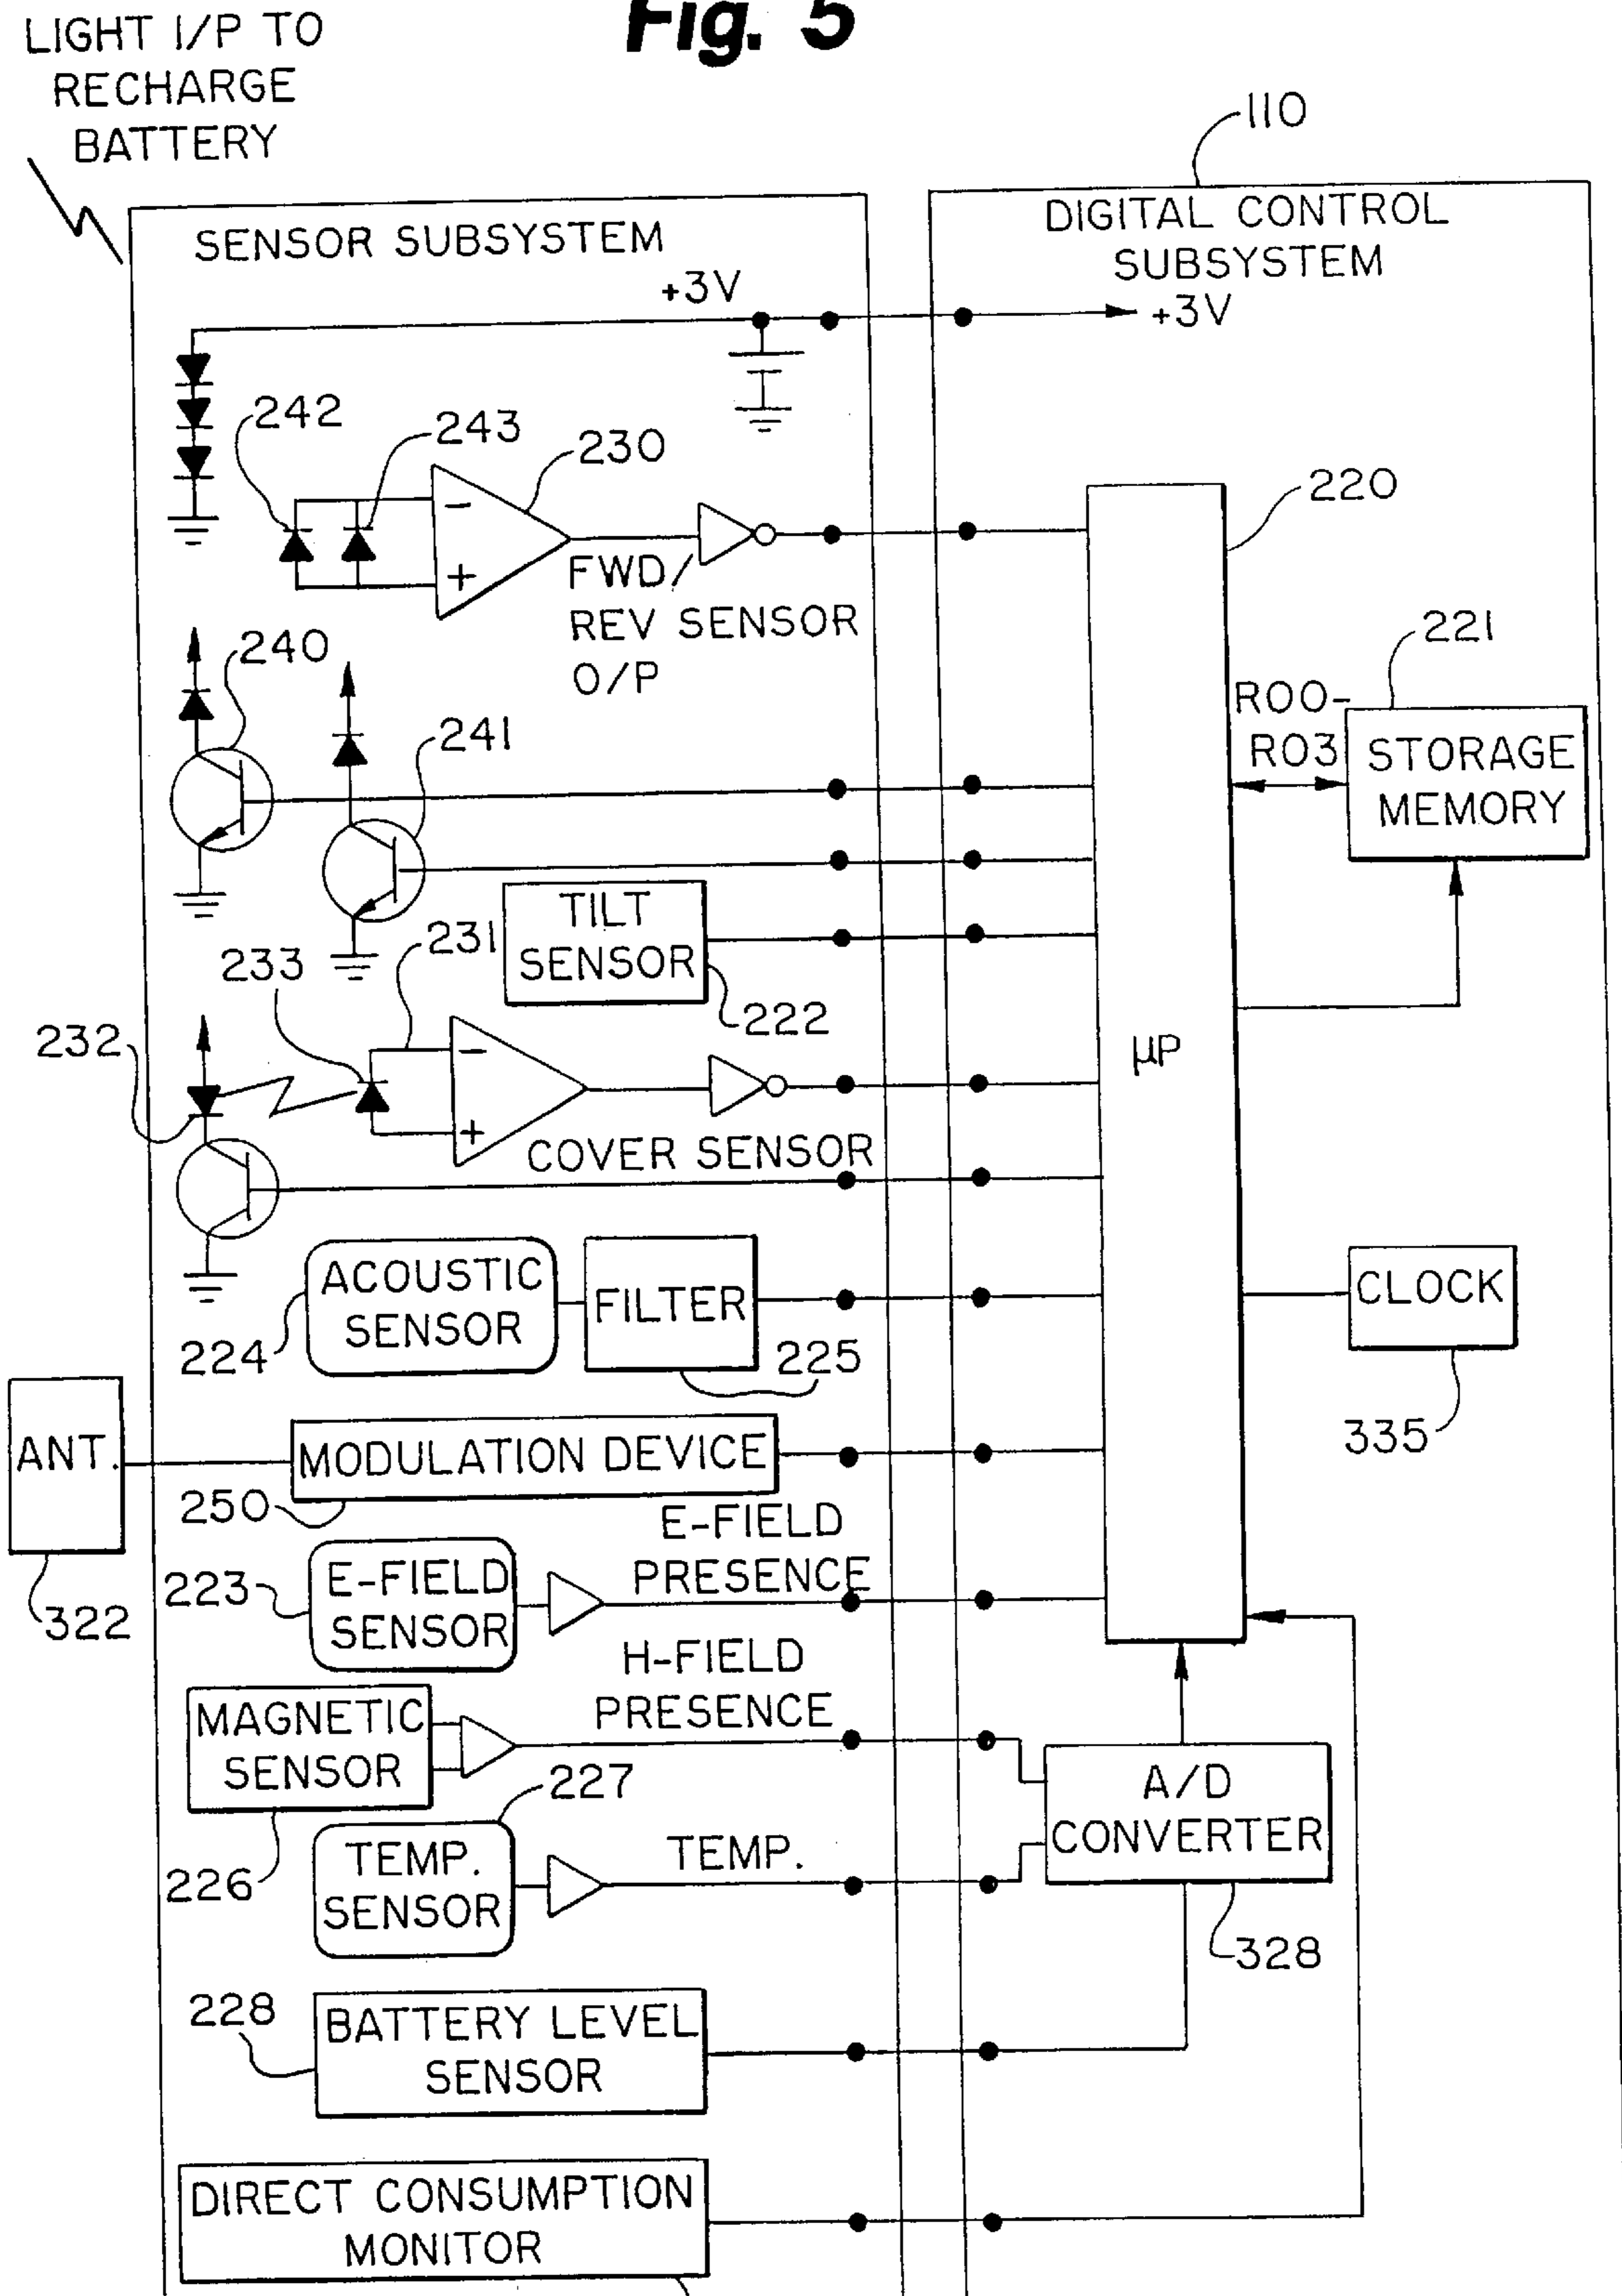 Fig. 5
LIGHT I/P TO
RECHARGE
BATTERY
110
SENSOR SUBSYSTEM
DIGITAL CONTROL
SUBSYSTEM
+3V
+3V
242
243
230
220
-
+
FWD/
REV SENSOR
O/P
240
241
221
R00-
R03
STORAGE
MEMORY
TILT
SENSOR
222
233
231
232
-
+
COVER SENSOR
μP
ACOUSTIC
SENSOR
224
FILTER
225
CLOCK
335
ANT.
322
MODULATION DEVICE
250
E-FIELD
PRESENCE
223
E-FIELD
SENSOR
H-FIELD
PRESENCE
MAGNETIC
SENSOR
226
227
TEMP.
SENSOR
TEMP.
A/D
CONVERTER
328
228
BATTERY LEVEL
SENSOR
DIRECT CONSUMPTION
MONITOR